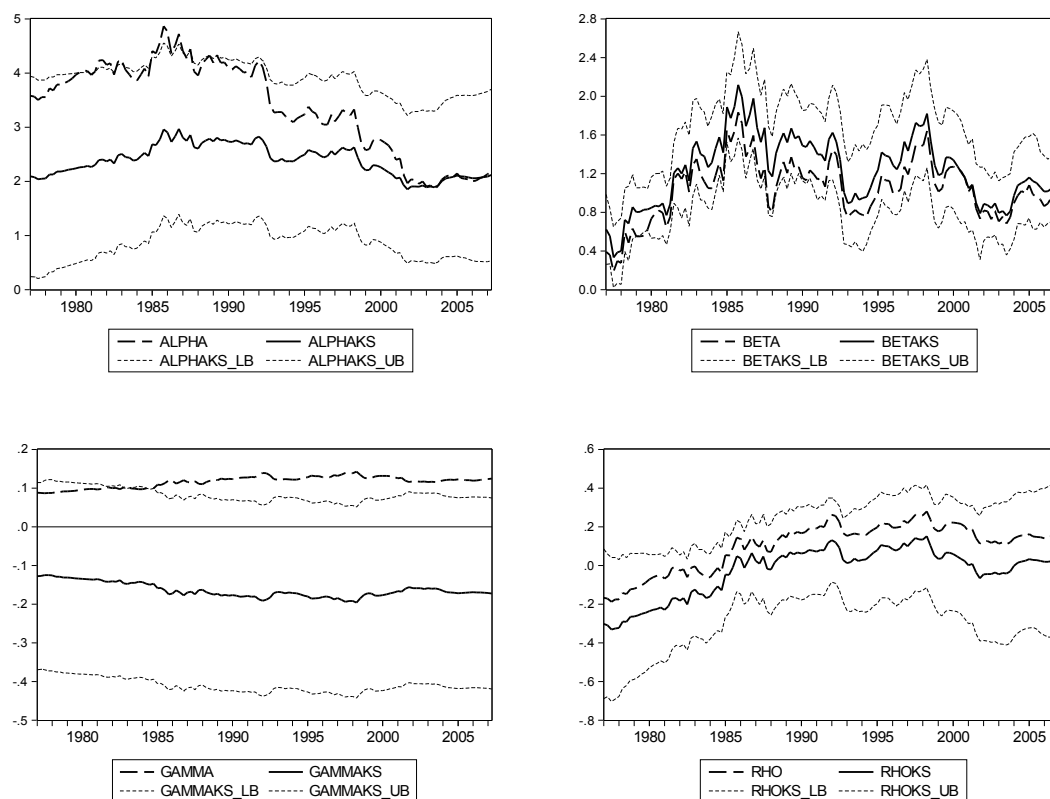 5
4
3
2
1
0
1980 1985 1990 1995 2000 2005
ALPHA ALPHAKS
ALPHAKS_LB ALPHAKS_UB
2.8
2.4
2.0
1.6
1.2
0.8
0.4
0.0
1980 1985 1990 1995 2000 2005
BETA BETAKS
BETAKS_LB BETAKS_UB
.2
.1
.0
-.1
-.2
-.3
-.4
-.5
1980 1985 1990 1995 2000 2005
GAMMA GAMMAKS
GAMMAKS_LB GAMMAKS_UB
.6
.4
.2
.0
-.2
-.4
-.6
-.8
1980 1985 1990 1995 2000 2005
RHO RHOKS
RHOKS_LB RHOKS_UB